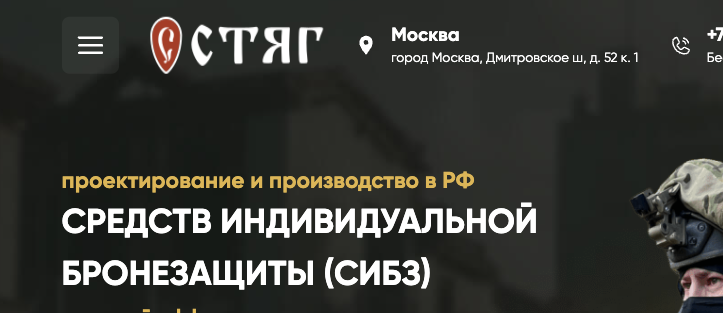 СТЯГ
Москва
город Москва, Дмитровское ш, д. 52 к. 1
+7
Бе
проектирование и производство в РФ
СРЕДСТВ ИНДИВИДУАЛЬНОЙ
БРОНЕЗАЩИТЫ (СИБЗ)